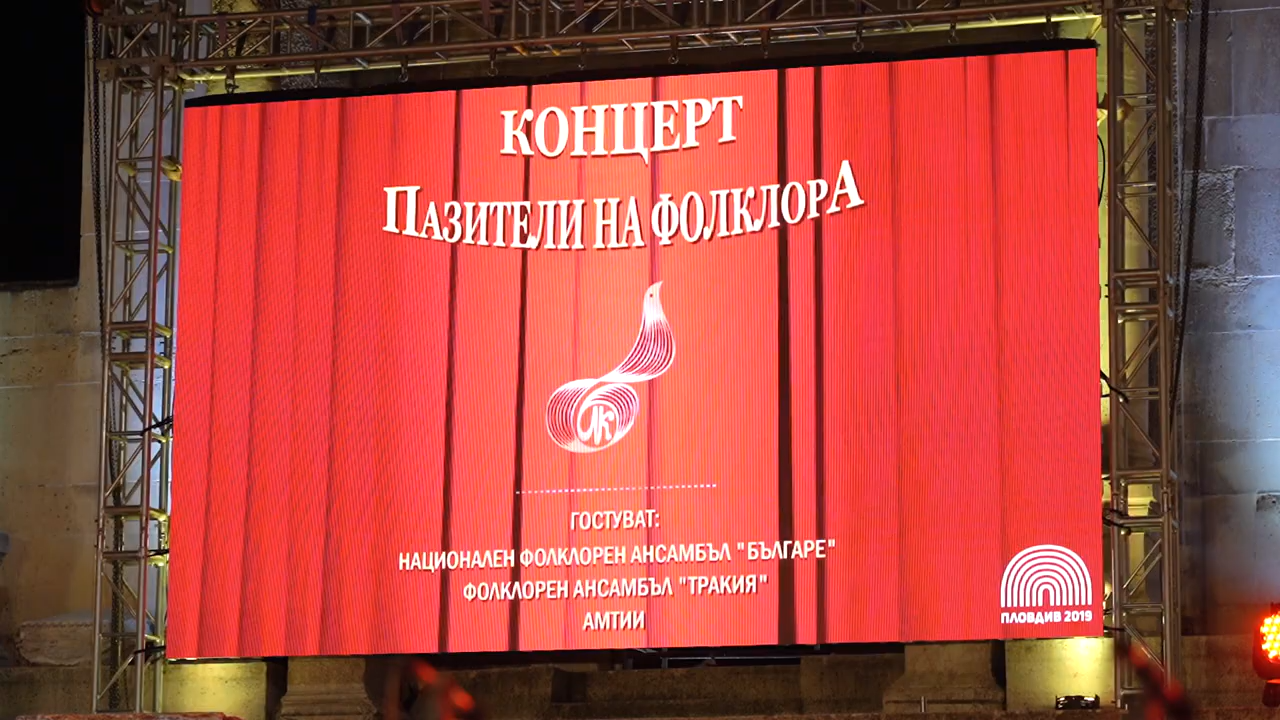 КОНЦЕРТ
ПАЗИТЕЛИ НА ФОЛКЛОРА
ГОСТУВАТ:
НАЦИОНАЛЕН ФОЛКЛОРЕН АНСАМБЪЛ "БЪЛГАРЕ"
ФОЛКЛОРЕН АНСАМБЪЛ "ТРАКИЯ"
АМТИИ
ПЛОВДИВ 2019